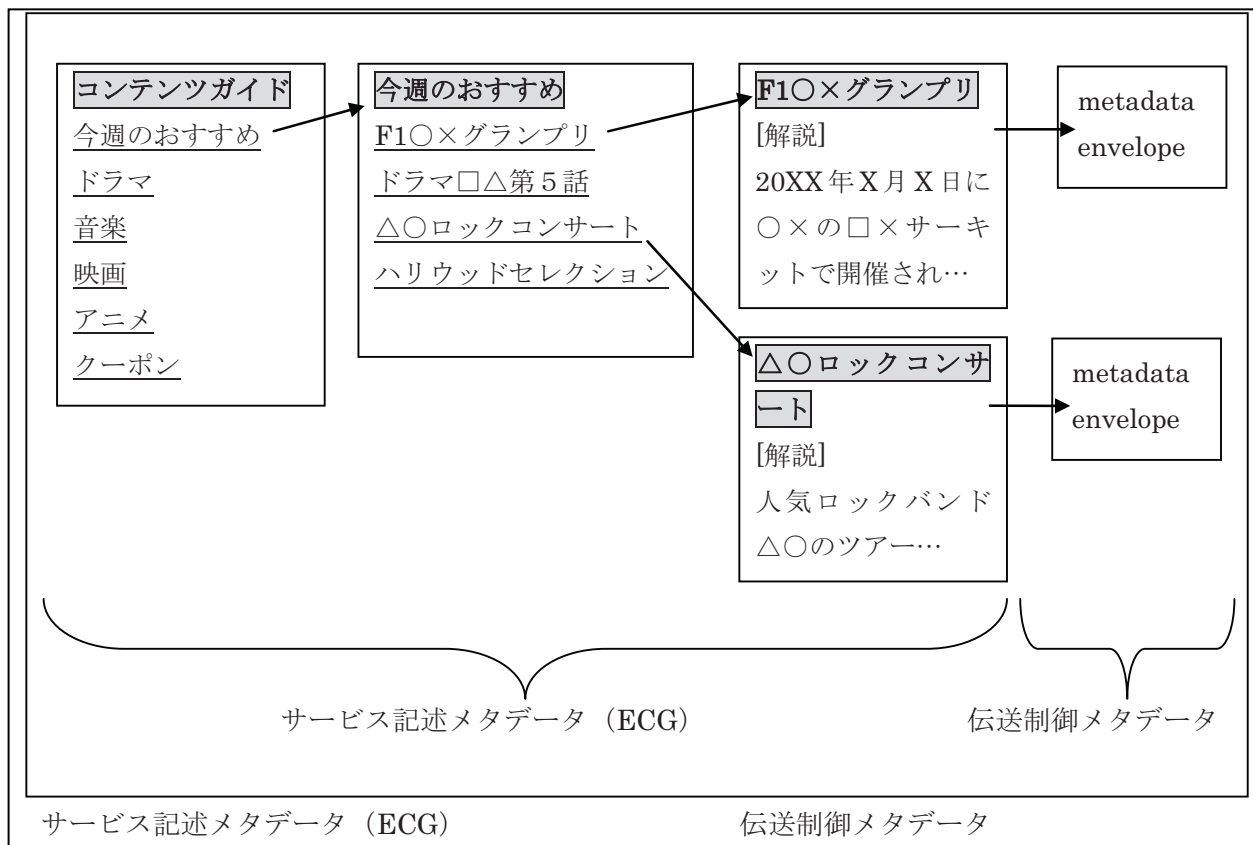 コンテンツガイド
今週のおすすめ
ドラマ
音楽
映画
アニメ
クーポン
今週のおすすめ
F1○×グランプリ
ドラマ□△第５話
△○ロックコンサート
ハリウッドセレクション
F1○×グランプリ
[解説]
20XX年X月X日に
○×の□×サーキ
ットで開催され…
metadata
envelope
△○ロックコンサ
ート
[解説]
人気ロックバンド
△○のツアー…
metadata
envelope
サービス記述メタデータ（ECG）
伝送制御メタデータ
サービス記述メタデータ（ECG）
伝送制御メタデータ